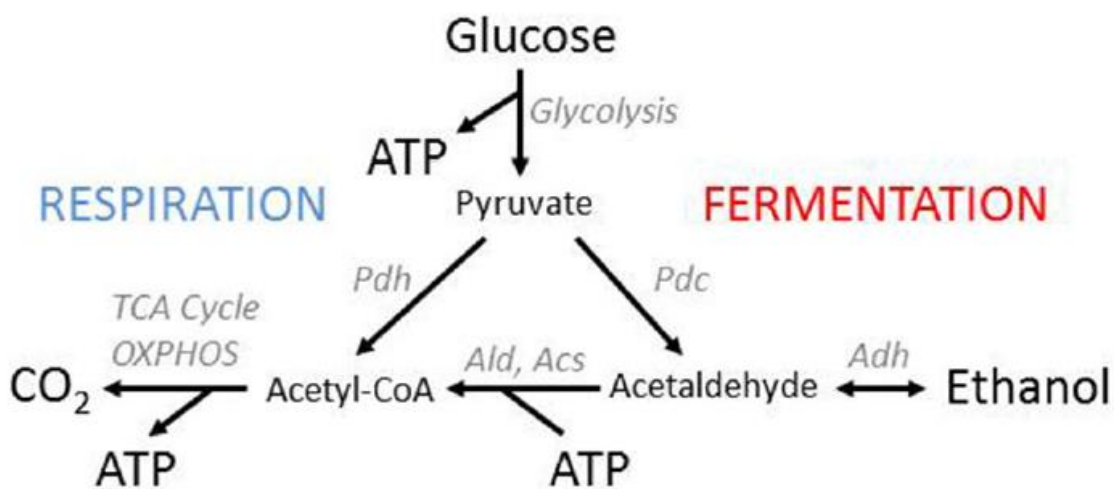 Glucose
Glycolysis
ATP
RESPIRATION
Pyruvate
FERMENTATION
Pdh
Pdc
TCA Cycle
OXPHOS
Ald, Acs
Adh
CO₂
Acetyl-CoA
Acetaldehyde
Ethanol
ATP
ATP